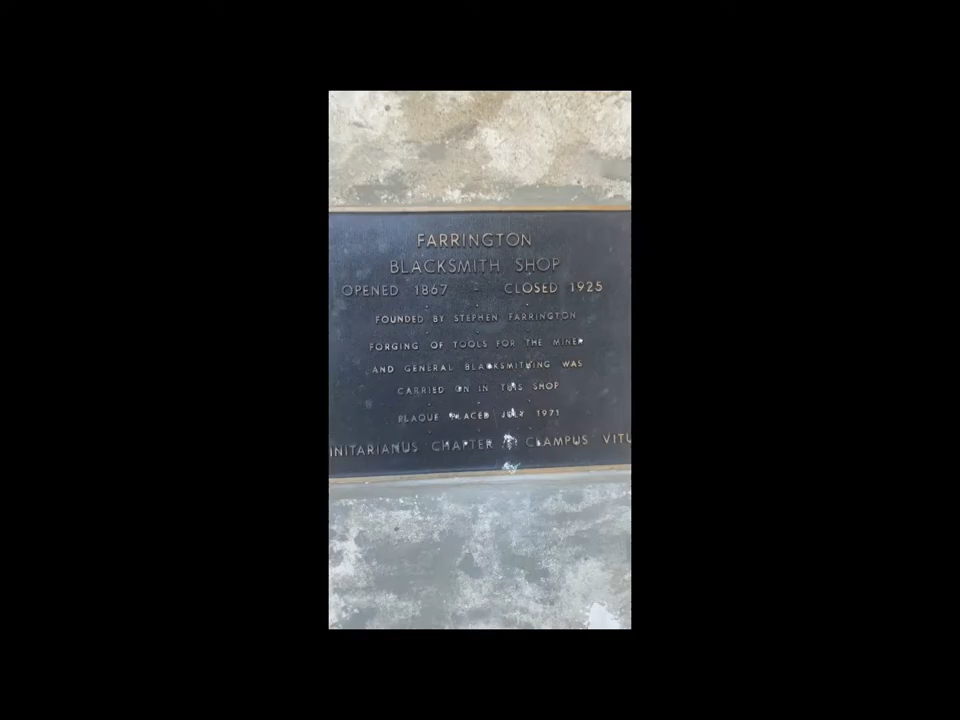 FARRINGTON
BLACKSMITH SHOP
OPENED 1867 - CLOSED 1925
FOUNDED BY STEPHEN FARRINGTON
FORGING OF TOOLS FOR THE MINER
AND GENERAL BLACKSMITHING WAS
CARRIED ON IN THIS SHOP
PLAQUE PLACED JULY 1971
NITARIANUS CHAPTER CLAMPUS VITU